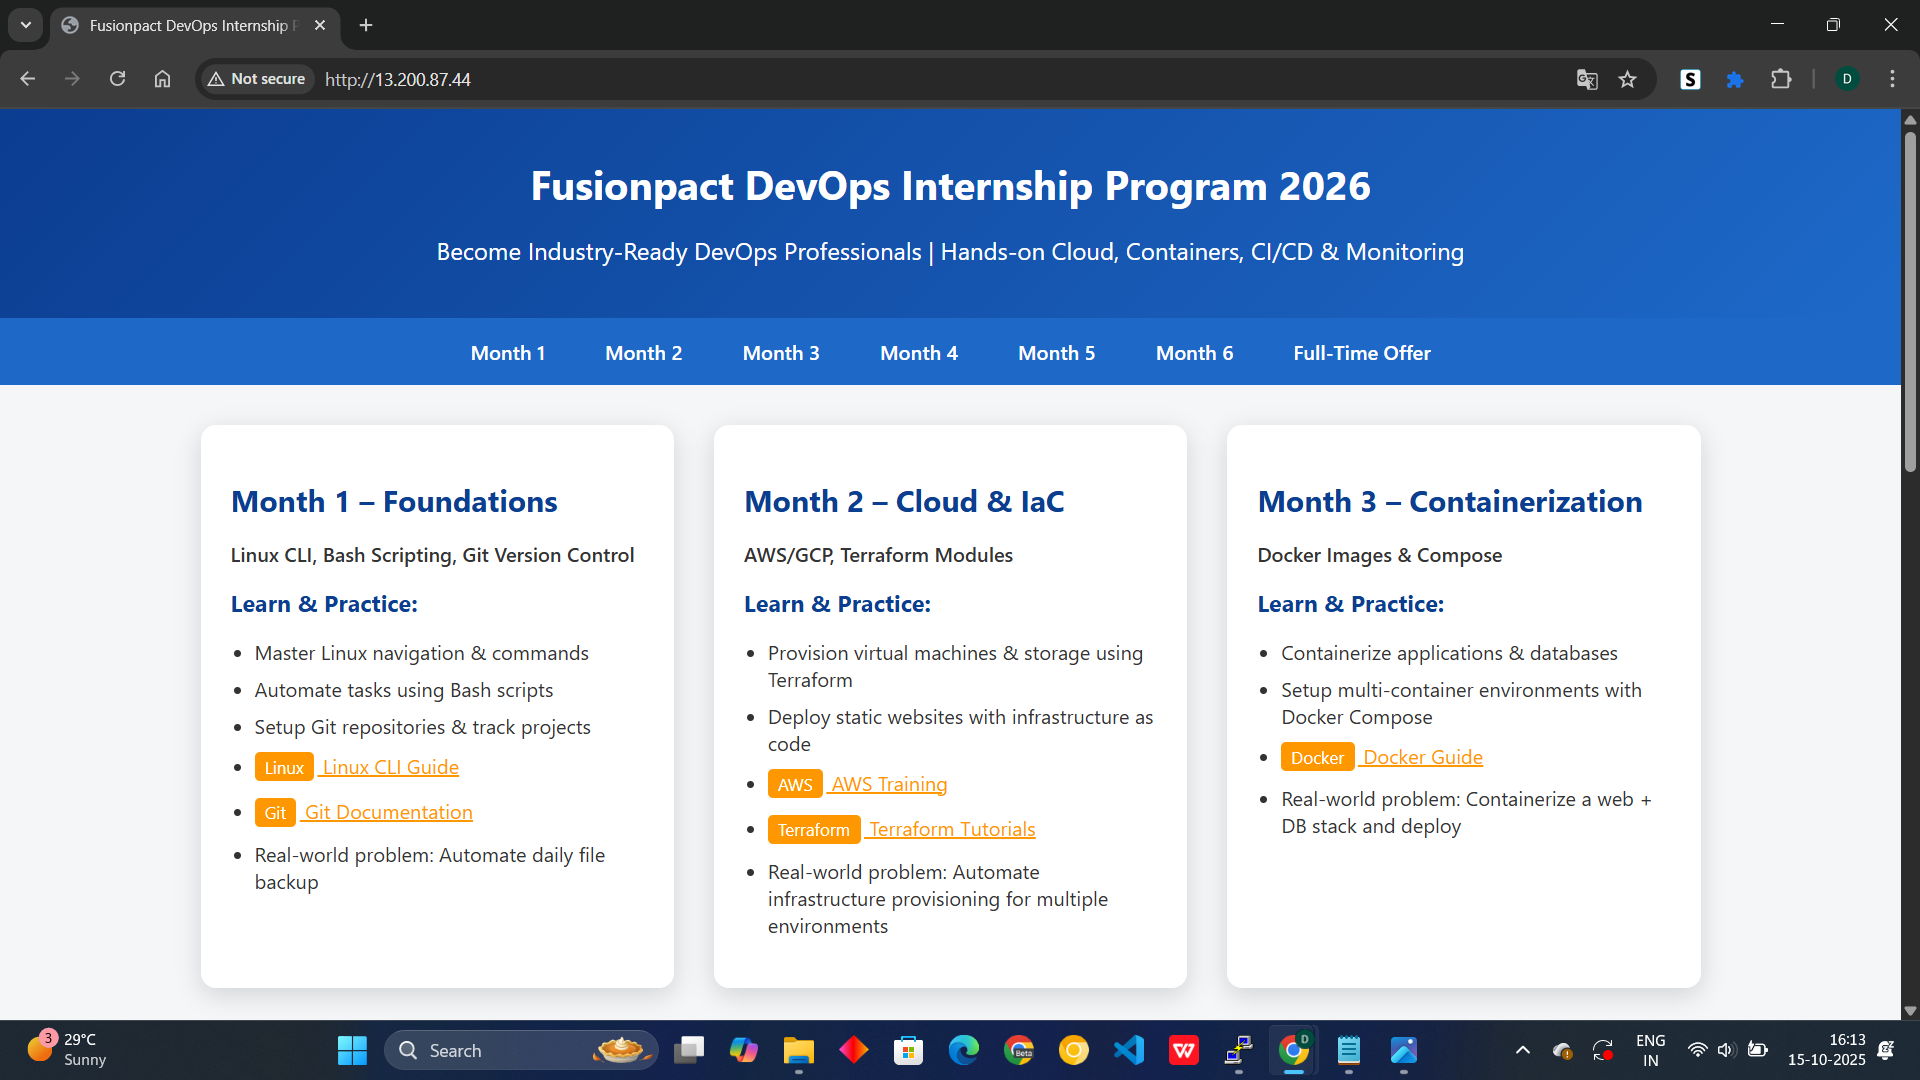 Fusionpact DevOps Internship P
Not secure
http://13.200.87.44
S
D
Fusionpact DevOps Internship Program 2026
Become Industry-Ready DevOps Professionals | Hands-on Cloud, Containers, CI/CD & Monitoring
Month 1
Month 2
Month 3
Month 4
Month 5
Month 6
Full-Time Offer
Month 1 – Foundations
Linux CLI, Bash Scripting, Git Version Control
Learn & Practice:
Master Linux navigation & commands
Automate tasks using Bash scripts
Setup Git repositories & track projects
Linux Linux CLI Guide
Git Git Documentation
Real-world problem: Automate daily file
backup
Month 2 – Cloud & IaC
AWS/GCP, Terraform Modules
Learn & Practice:
Provision virtual machines & storage using
Terraform
Deploy static websites with infrastructure as
code
AWS AWS Training
Terraform Terraform Tutorials
Real-world problem: Automate
infrastructure provisioning for multiple
environments
Month 3 – Containerization
Docker Images & Compose
Learn & Practice:
Containerize applications & databases
Setup multi-container environments with
Docker Compose
Docker Docker Guide
Real-world problem: Containerize a web +
DB stack and deploy
3
29°C
Sunny
Search
Beta
W
D
ENG
IN
16:13
15-10-2025